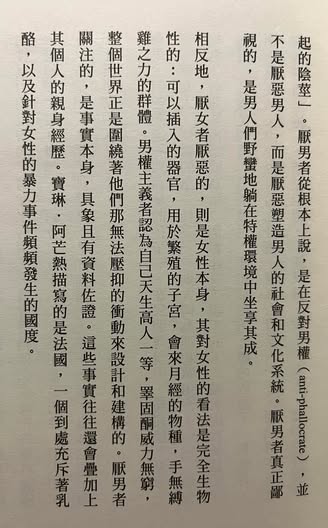 起的陰莖」。厭男者從根本上說，是在反對男權（anti-phallocrate），並
不是厭惡男人，而是厭惡塑造男人的社會和文化系統。厭男者真正鄙
視的，是男人們野蠻地躺在特權環境中坐享其成。
相反地，厭女者厭惡的，則是女性本身，其對女性的看法是完全生物
性的：可以插入的器官，用於繁殖的子宮，會來月經的物種，手無縛
雞之力的群體。男權主義者認為自己天生高人一等，睪固酮威力無窮，
整個世界正是圍繞著他們那無法壓抑的衝動來設計和建構的。厭男者
關注的，是事實本身，具象且有資料佐證。這些事實往往還會疊加上
其個人的親身經歷。寶琳．阿芒熱描寫的是法國，一個到處充斥著乳
酪，以及針對女性的暴力事件頻頻發生的國度。